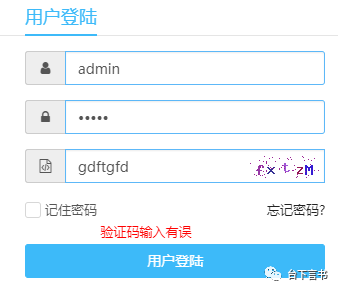 用户登陆
admin
•••••
gdftgfd
fxtzM
记住密码 忘记密码?
验证码输入有误
用户登陆
台下言书